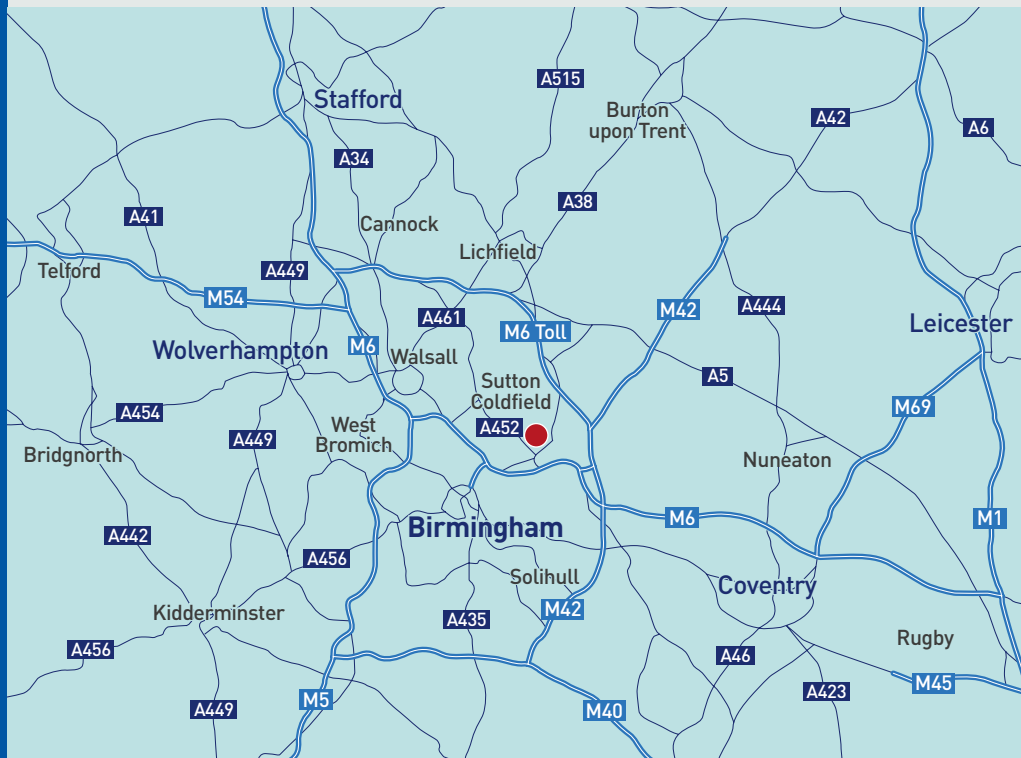 A515
Stafford
Burton
upon Trent
A42
A6
A34
A38
A41
Cannock
Lichfield
Telford
A449
M54
A461
M6 Toll
M42
A444
Leicester
Wolverhampton
M6
Walsall
Sutton
Coldfield
A5
A454
A452
M69
A449
West
Bromich
Bridgnorth
Nuneaton
A442
Birmingham
M6
M1
A456
Solihull
Coventry
Kidderminster
A435
M42
Rugby
A456
A46
M45
A449
M5
M40
A423